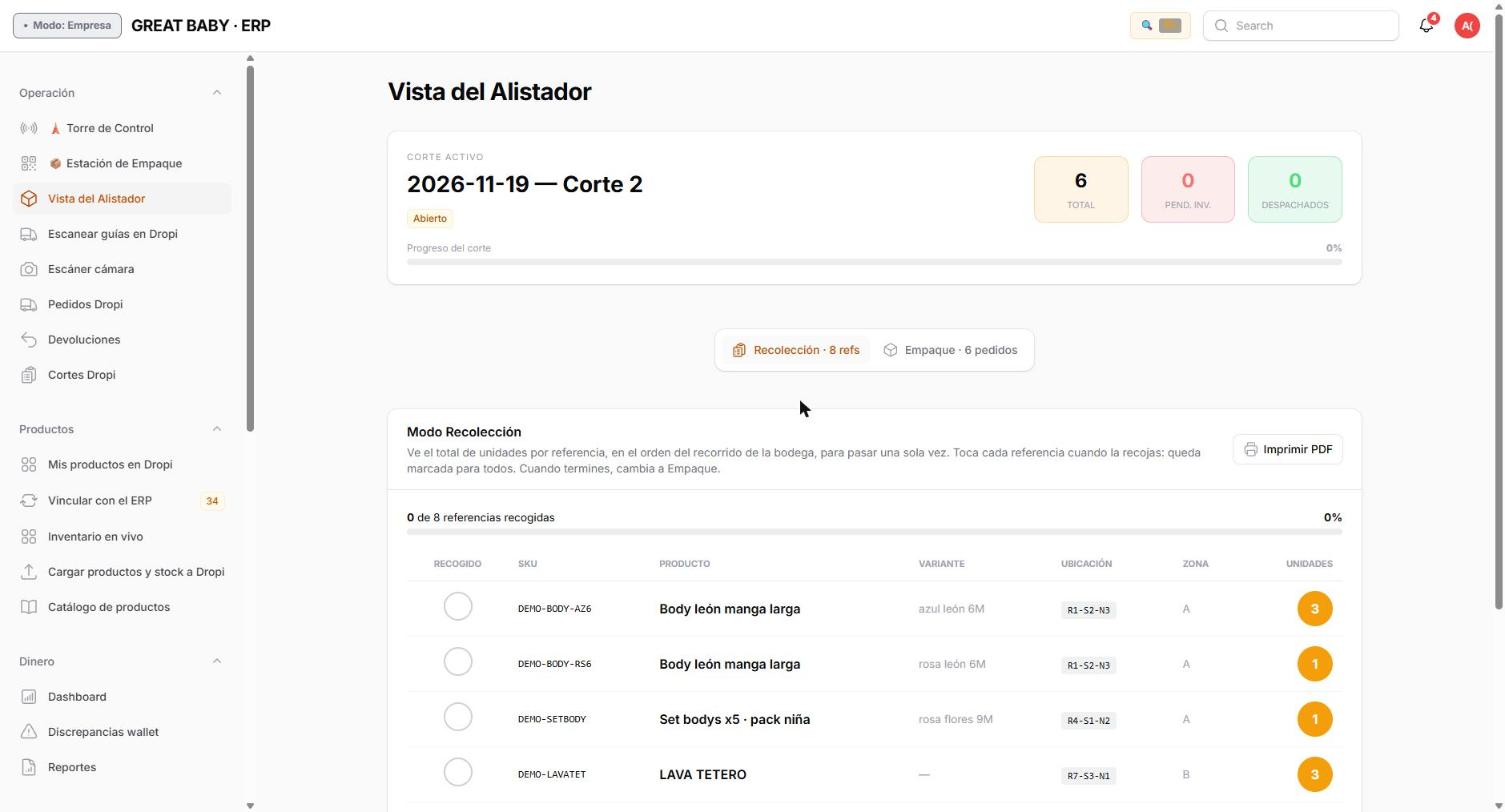 • Modo: Empresa
GREAT BABY · ERP
Search
4
A(
Operación
Torre de Control
Estación de Empaque
Vista del Alistador
Escanear guías en Dropi
Escáner cámara
Pedidos Dropi
Devoluciones
Cortes Dropi
Productos
Mis productos en Dropi
Vincular con el ERP 34
Inventario en vivo
Cargar productos y stock a Dropi
Catálogo de productos
Dinero
Dashboard
Discrepancias wallet
Reportes
Vista del Alistador
CORTE ACTIVO
2026-11-19 — Corte 2
Abierto
6
TOTAL
0
PEND. INV.
0
DESPACHADOS
Progreso del corte 0%
Recolección · 8 refs
Empaque · 6 pedidos
Modo Recolección
Ve el total de unidades por referencia, en el orden del recorrido de la bodega, para pasar una sola vez. Toca cada referencia cuando la recojas: queda
marcada para todos. Cuando termines, cambia a Empaque.
Imprimir PDF
0 de 8 referencias recogidas 0%
RECOGIDO SKU PRODUCTO VARIANTE UBICACIÓN ZONA UNIDADES
DEMO-BODY-AZ6 Body león manga larga azul león 6M R1-S2-N3 A 3
DEMO-BODY-RS6 Body león manga larga rosa león 6M R1-S2-N3 A 1
DEMO-SETBODY Set bodys x5 · pack niña rosa flores 9M R4-S1-N2 A 1
DEMO-LAVATET LAVA TETERO — R7-S3-N1 B 3